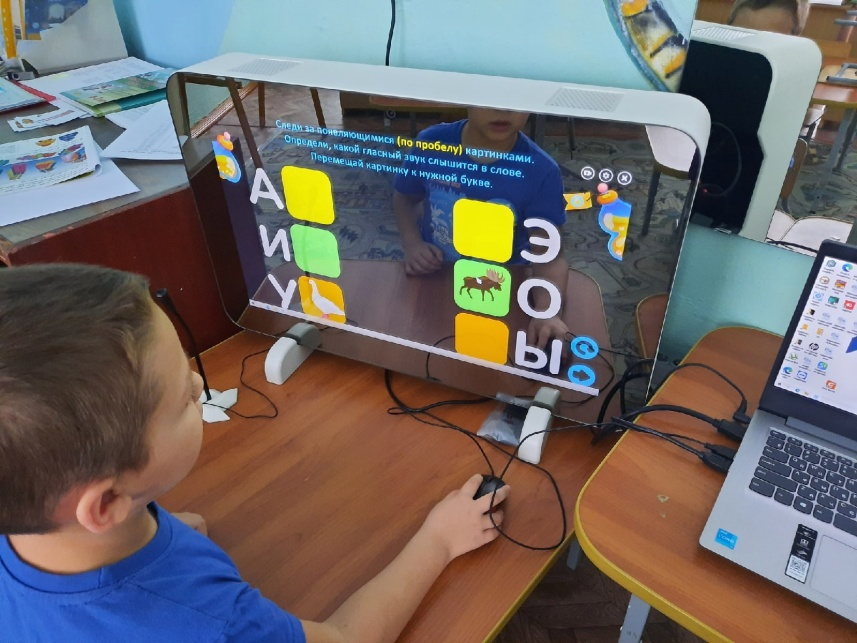 Следи за появляющимися (по пробелу) картинками.
Определи, какой гласный звук слышится в слове.
Перемещай картинку к нужной букве.
А
Э
И
О
У
Ы